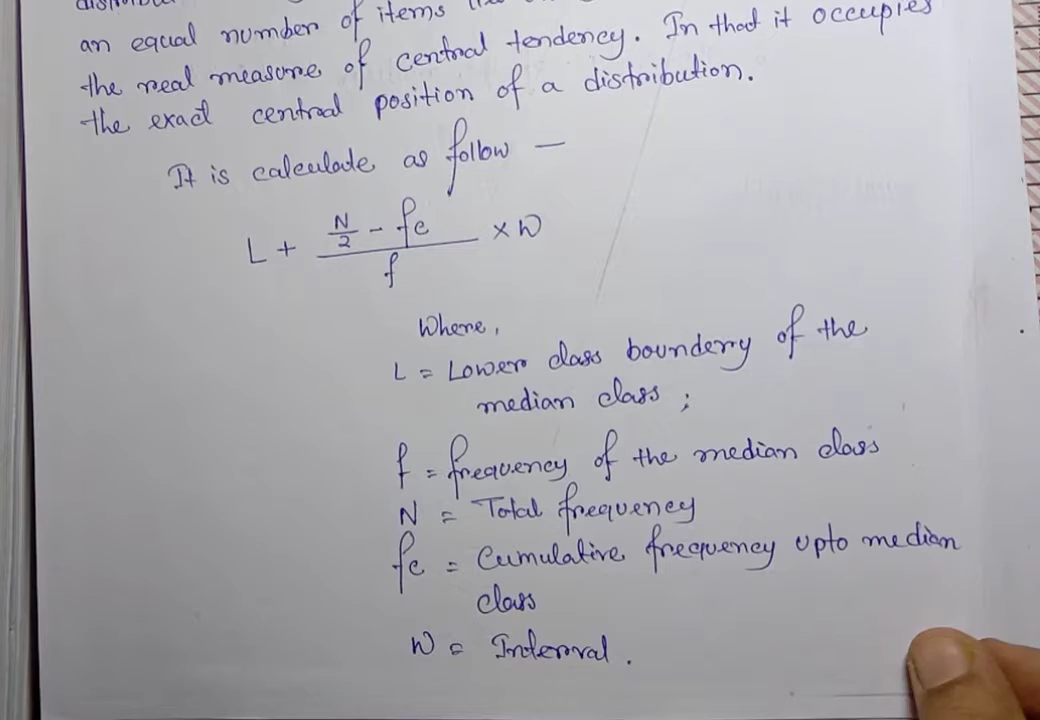 an equal number of items
the real measure of central tendency. In that it occupies
the exact central position of a distribution.
It is calculate as follow —
L + (N/2 - fc)/f × W
Where,
L = Lower class boundery of the
median class ;
f = frequency of the median class
N = Total frequency
fc = Cumulative frequency upto median
class
W = Interval.